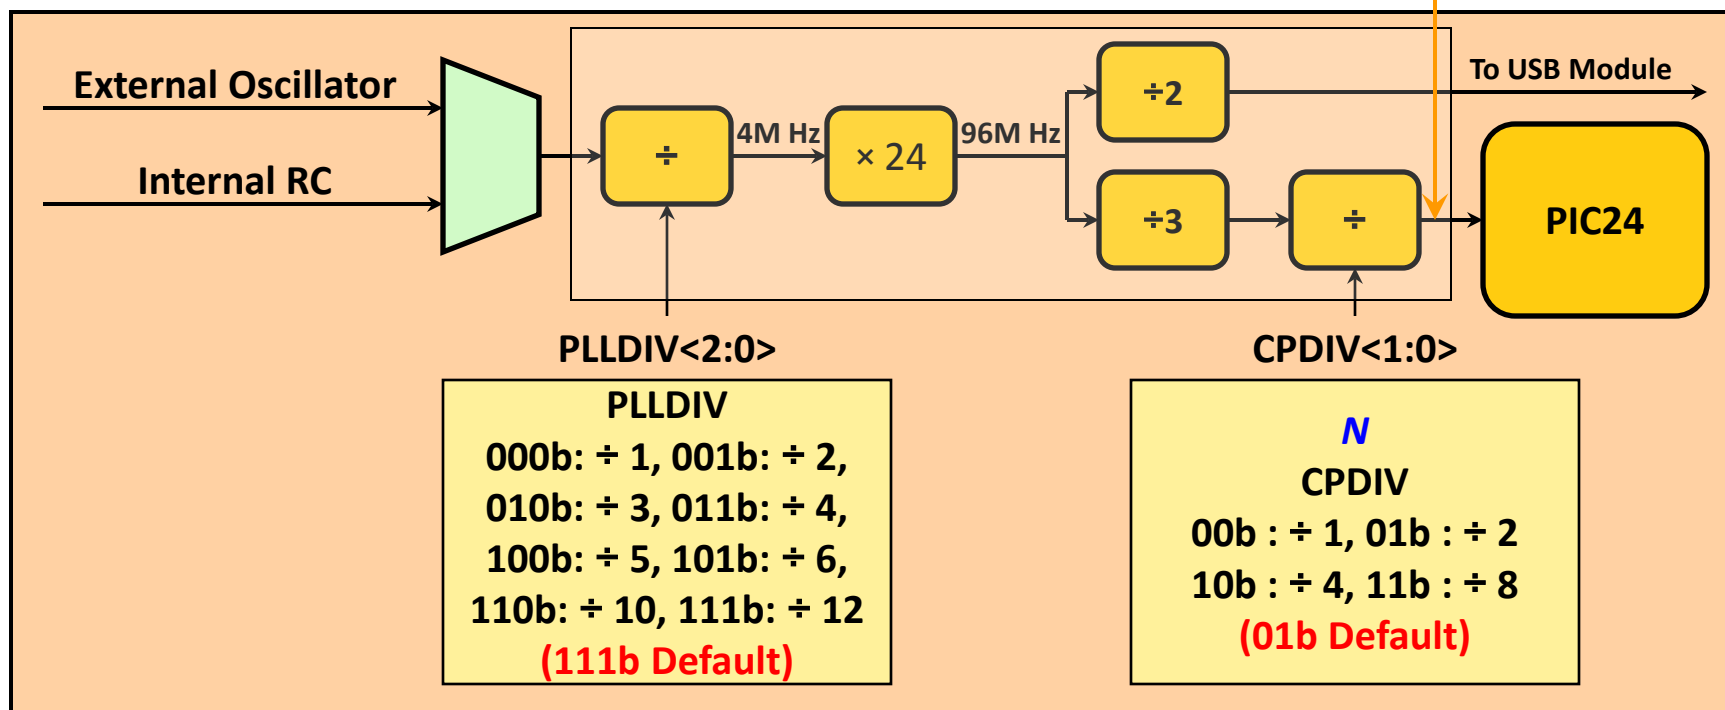 External Oscillator
Internal RC
÷
4M Hz
× 24
96M Hz
÷2
÷3
÷
To USB Module
PIC24
PLLDIV<2:0>
CPDIV<1:0>
PLLDIV
000b: ÷ 1, 001b: ÷ 2,
010b: ÷ 3, 011b: ÷ 4,
100b: ÷ 5, 101b: ÷ 6,
110b: ÷ 10, 111b: ÷ 12
(111b Default)
N
CPDIV
00b : ÷ 1, 01b : ÷ 2
10b : ÷ 4, 11b : ÷ 8
(01b Default)